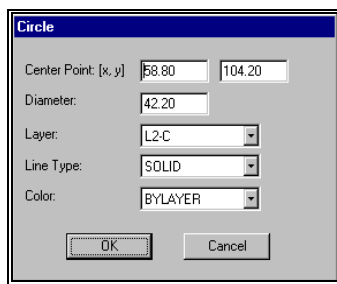 Circle
Center Point: [x, y] 58.80 104.20
Diameter: 42.20
Layer: L2-C
Line Type: SOLID
Color: BYLAYER
OK Cancel